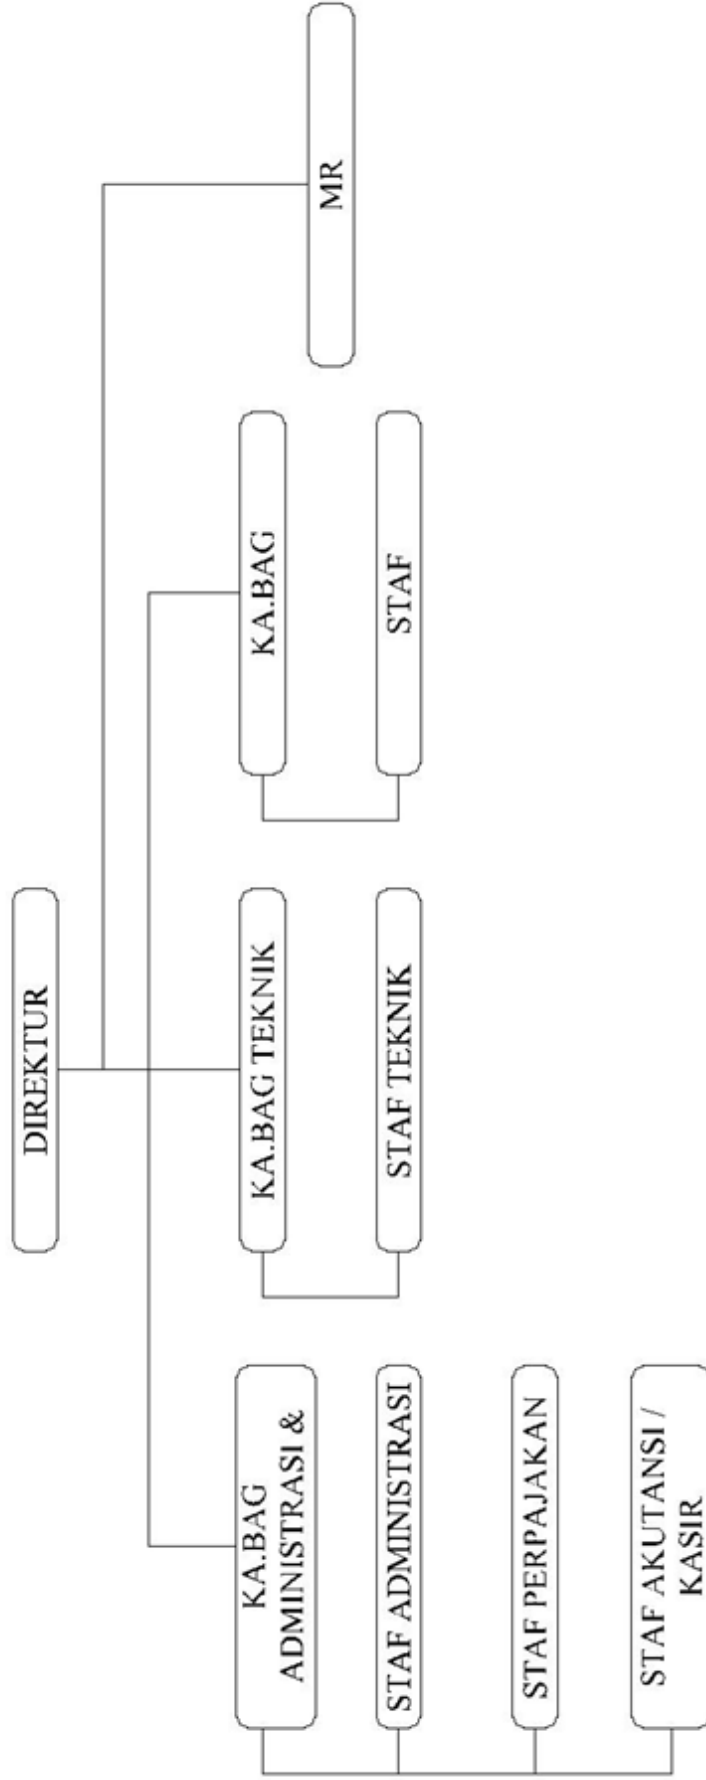 DIREKTUR
MR
KA.BAG
ADMINISTRASI &
KA.BAG TEKNIK
KA.BAG
STAF ADMINISTRASI
STAF TEKNIK
STAF
STAF PERPAJAKAN
STAF AKUTANSI /
KASIR